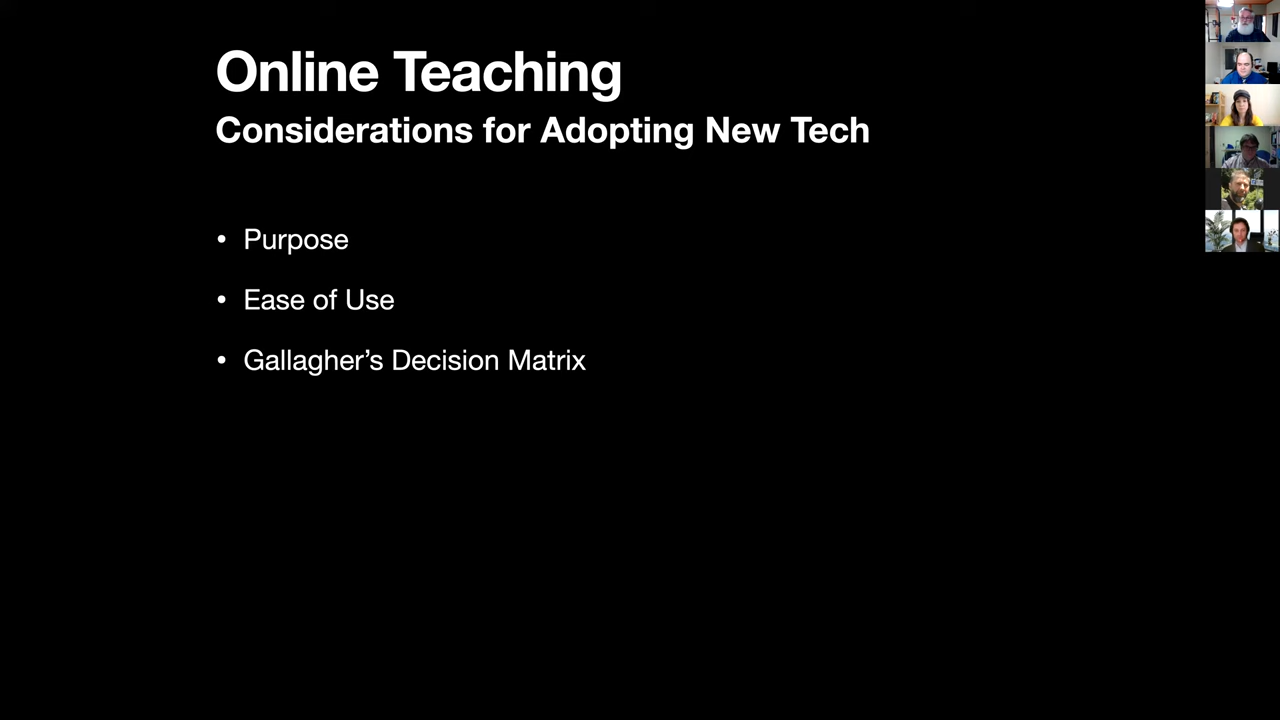 Online Teaching
Considerations for Adopting New Tech
• Purpose
• Ease of Use
• Gallagher’s Decision Matrix